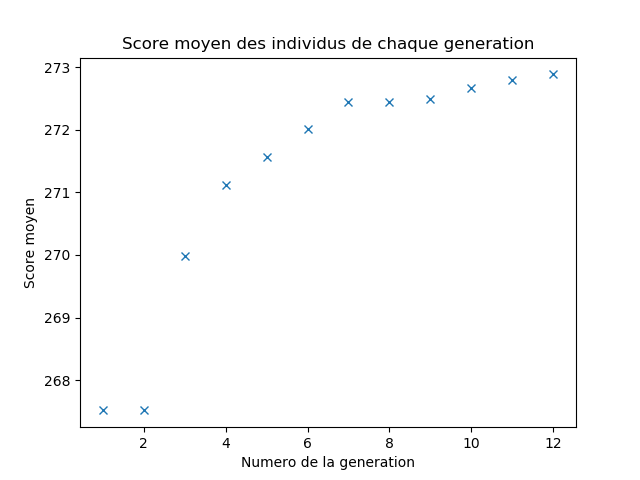 Score moyen des individus de chaque generation
273
272
271
270
269
268
Score moyen
2 4 6 8 10 12
Numero de la generation